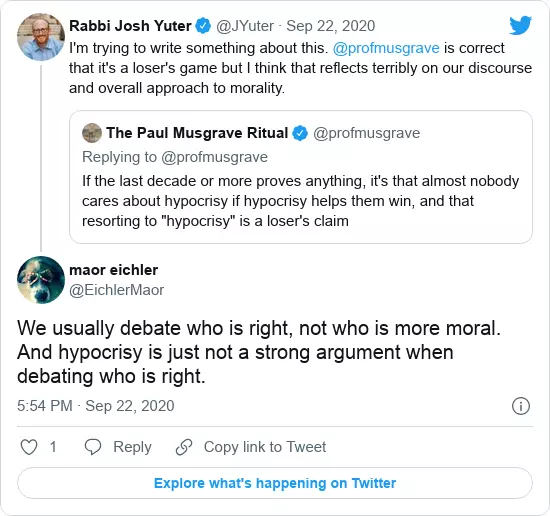 Rabbi Josh Yuter @JYuter · Sep 22, 2020
I'm trying to write something about this. @profmusgrave is correct
that it's a loser's game but I think that reflects terribly on our discourse
and overall approach to morality.
The Paul Musgrave Ritual @profmusgrave
Replying to @profmusgrave
If the last decade or more proves anything, it's that almost nobody
cares about hypocrisy if hypocrisy helps them win, and that
resorting to "hypocrisy" is a loser's claim
maor eichler
@EichlerMaor
We usually debate who is right, not who is more moral.
And hypocrisy is just not a strong argument when
debating who is right.
5:54 PM · Sep 22, 2020
1 Reply Copy link to Tweet
Explore what's happening on Twitter